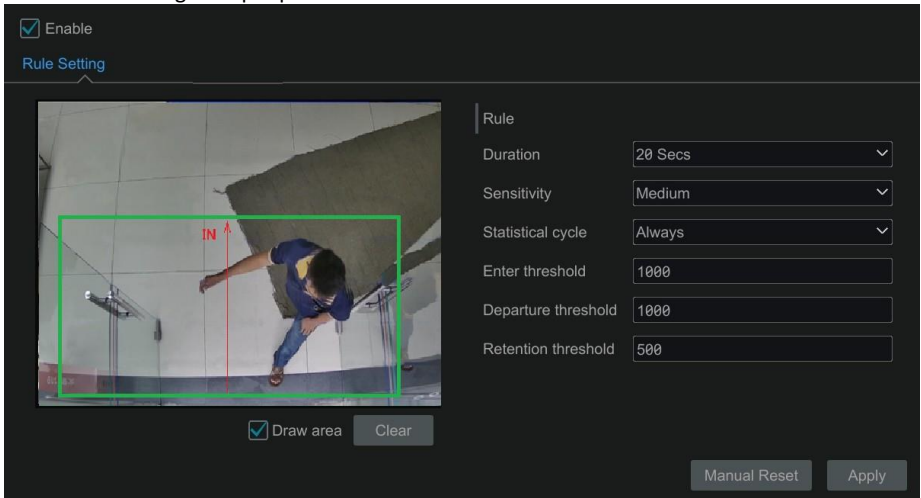 Enable
Rule Setting
IN
Rule
Duration 20 Secs
Sensitivity Medium
Statistical cycle Always
Enter threshold 1000
Departure threshold 1000
Retention threshold 500
Draw area Clear
Manual Reset Apply